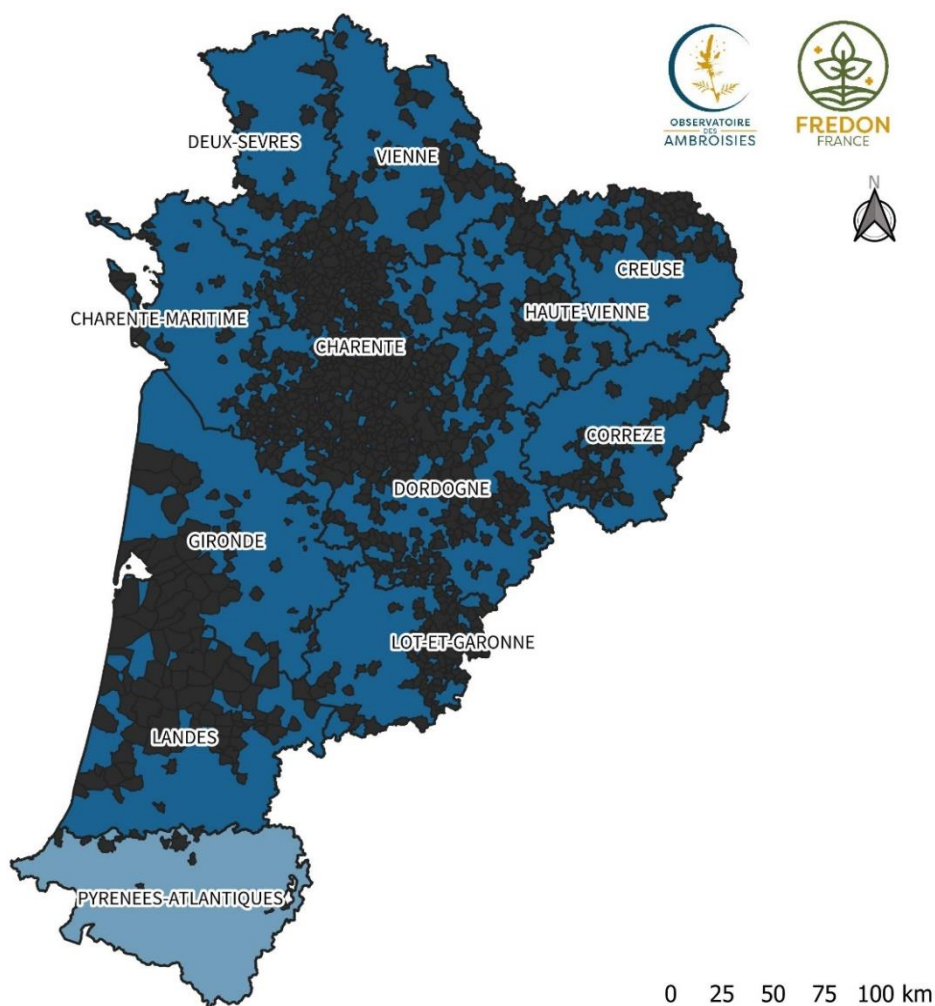 OBSERVATOIRE
DES
AMBROISIES
FREDON
FRANCE
N
DEUX-SEVRES
VIENNE
CREUSE
HAUTE-VIENNE
CHARENTE-MARITIME
CHARENTE
CORREZE
DORDOGNE
GIRONDE
LOT-ET-GARONNE
LANDES
PYRENEES-ATLANTIQUES
0 25 50 75 100 km